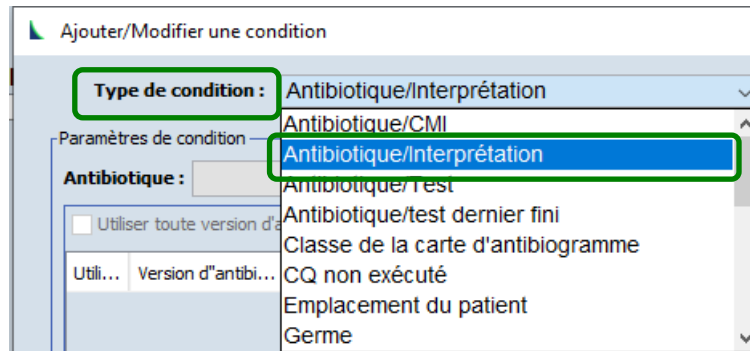 Ajouter/Modifier une condition
Type de condition : Antibiotique/Interprétation
Antibiotique/CMI
Paramètres de condition
Antibiotique/Interprétation
Antibiotique :
Antibiotique/Test
Utiliser toute version d'a
Antibiotique/test dernier fini
Classe de la carte d'antibiogramme
Utili... Version d"antibi...
CQ non exécuté
Emplacement du patient
Germe